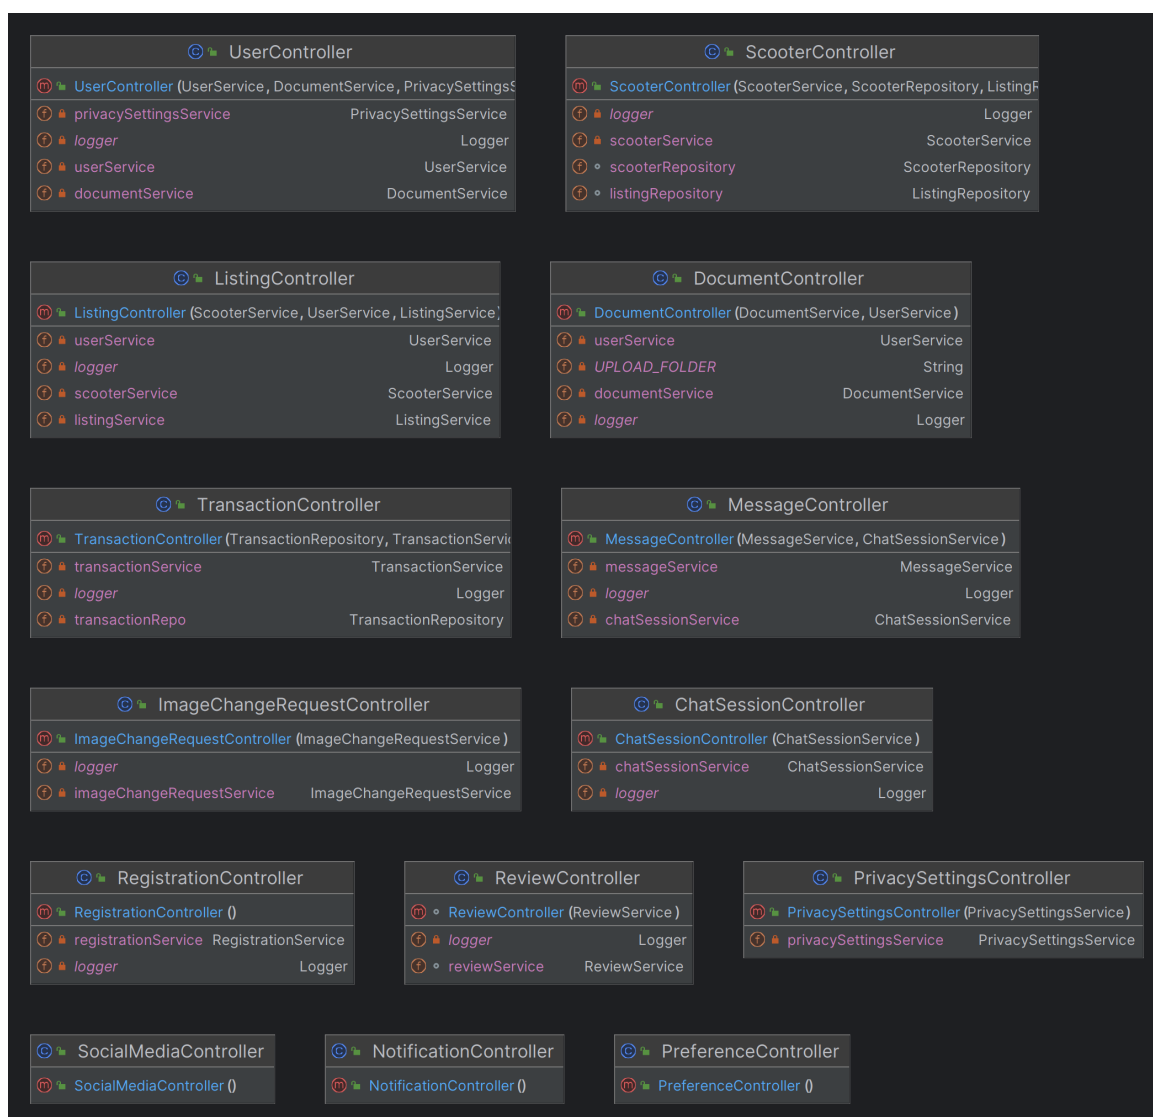 UserController
UserController(UserService, DocumentService, PrivacySettingsS
privacySettingsService PrivacySettingsService
logger Logger
userService UserService
documentService DocumentService
ScooterController
ScooterController(ScooterService, ScooterRepository, ListingR
logger Logger
scooterService ScooterService
scooterRepository ScooterRepository
listingRepository ListingRepository
ListingController
ListingController(ScooterService, UserService, ListingService)
userService UserService
logger Logger
scooterService ScooterService
listingService ListingService
DocumentController
DocumentController(DocumentService, UserService)
userService UserService
UPLOAD_FOLDER String
documentService DocumentService
logger Logger
TransactionController
TransactionController(TransactionRepository, TransactionServic
transactionService TransactionService
logger Logger
transactionRepo TransactionRepository
MessageController
MessageController(MessageService, ChatSessionService)
messageService MessageService
logger Logger
chatSessionService ChatSessionService
ImageChangeRequestController
ImageChangeRequestController(ImageChangeRequestService)
logger Logger
imageChangeRequestService ImageChangeRequestService
ChatSessionController
ChatSessionController(ChatSessionService)
chatSessionService ChatSessionService
logger Logger
RegistrationController
RegistrationController()
registrationService RegistrationService
logger Logger
ReviewController
ReviewController(ReviewService)
logger Logger
reviewService ReviewService
PrivacySettingsController
PrivacySettingsController(PrivacySettingsService)
privacySettingsService PrivacySettingsService
SocialMediaController
SocialMediaController()
NotificationController
NotificationController()
PreferenceController
PreferenceController()